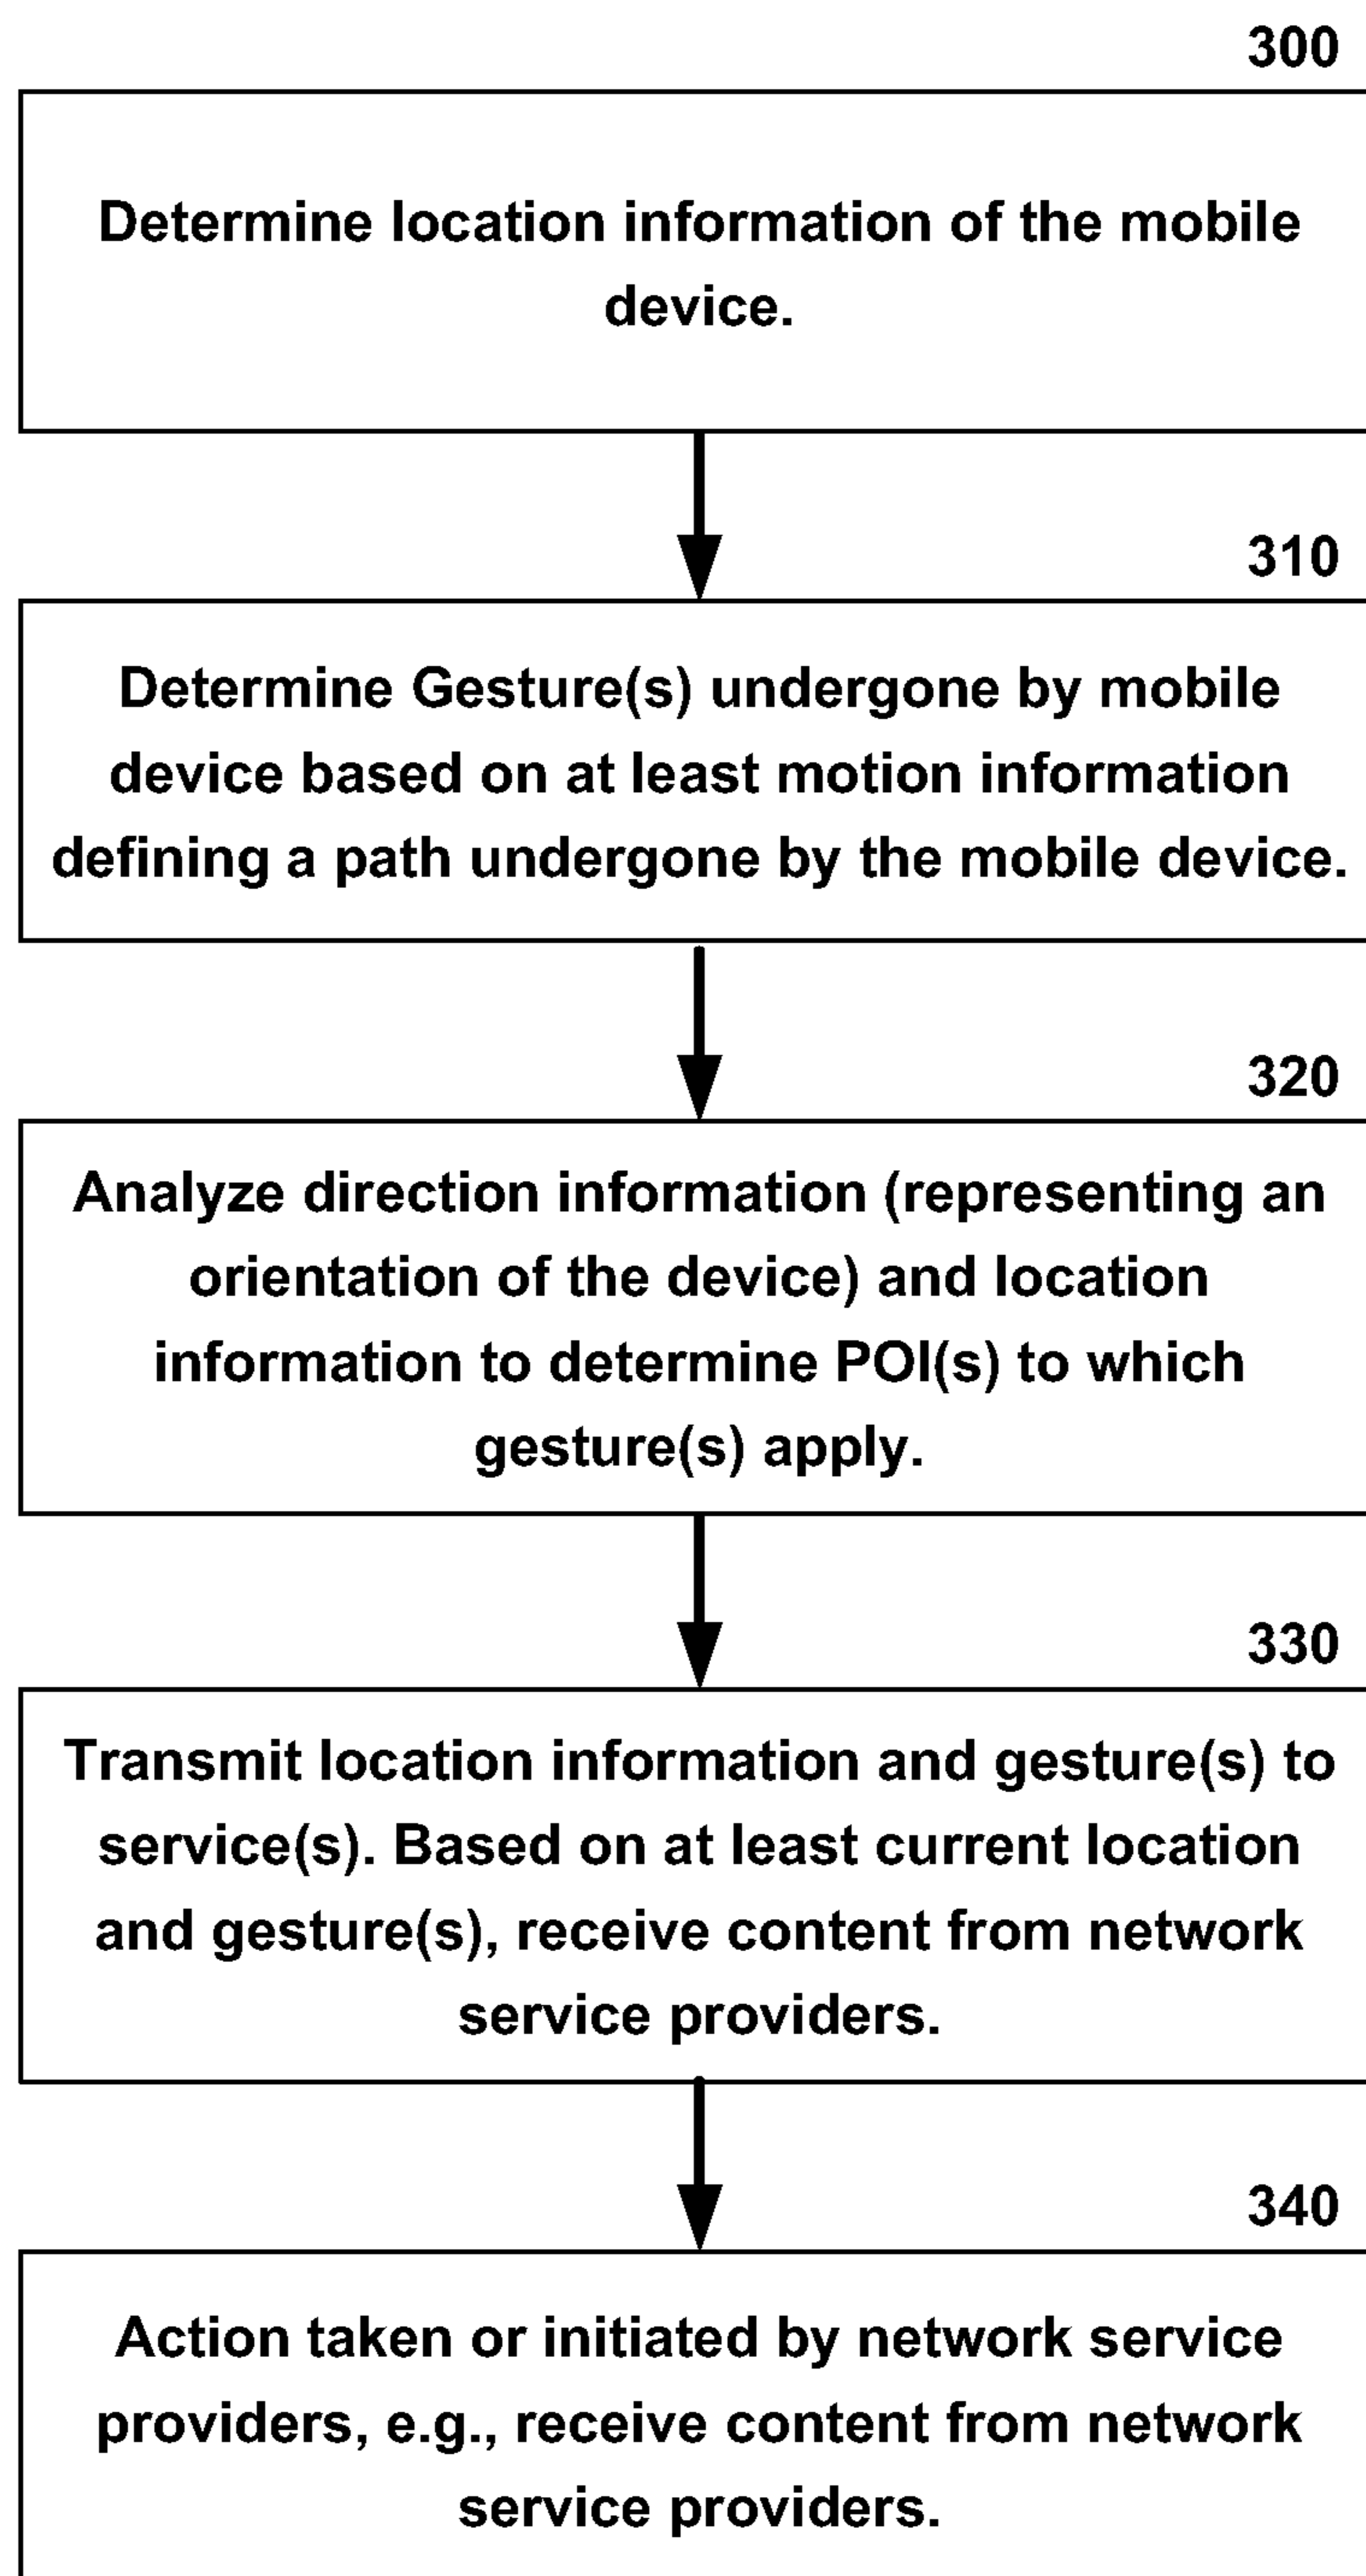 300
Determine location information of the mobile
device.
310
Determine Gesture(s) undergone by mobile
device based on at least motion information
defining a path undergone by the mobile device.
320
Analyze direction information (representing an
orientation of the device) and location
information to determine POI(s) to which
gesture(s) apply.
330
Transmit location information and gesture(s) to
service(s). Based on at least current location
and gesture(s), receive content from network
service providers.
340
Action taken or initiated by network service
providers, e.g., receive content from network
service providers.